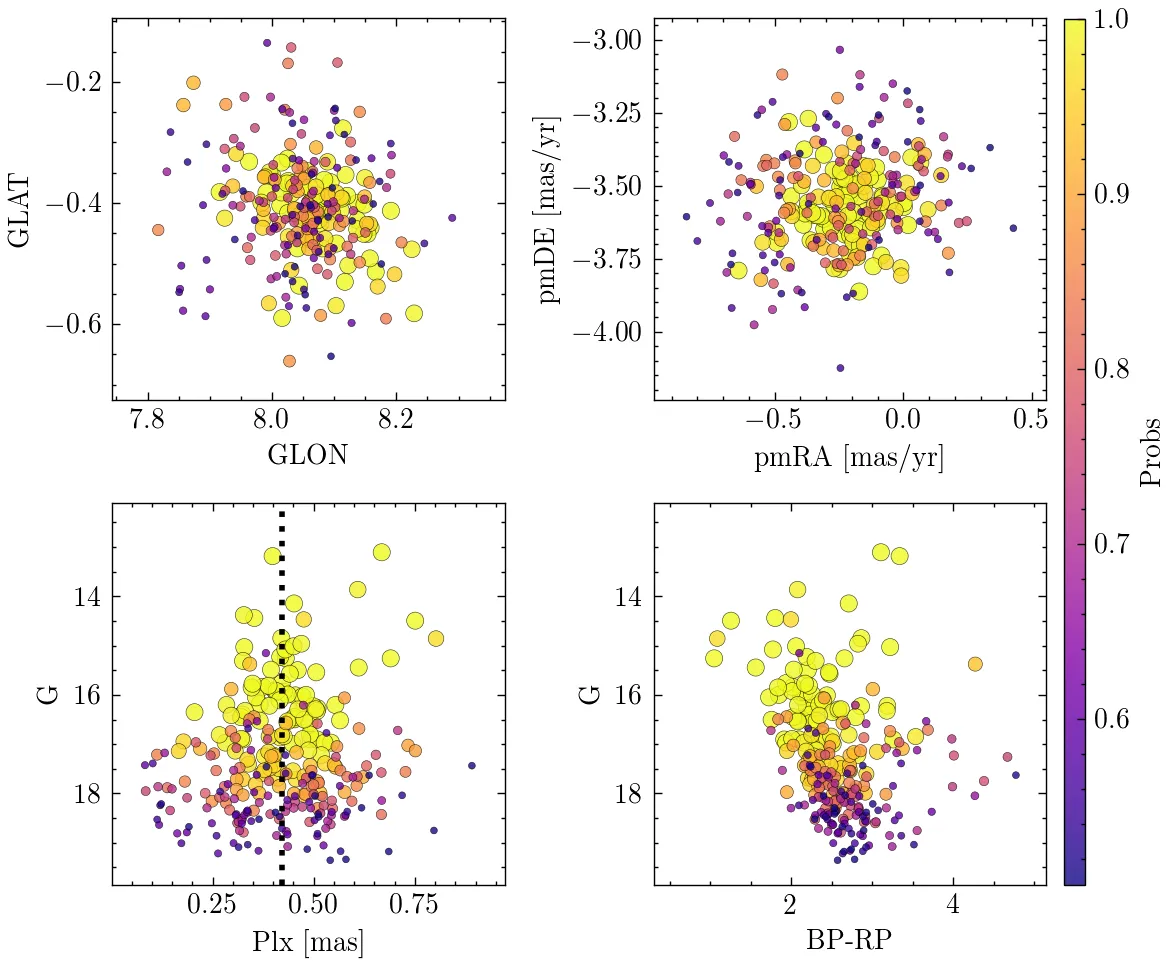 −0.2
−0.4
−0.6
GLAT
7.8 8.0 8.2
GLON
−3.00
−3.25
−3.50
−3.75
−4.00
pmDE [mas/yr]
−0.5 0.0 0.5
pmRA [mas/yr]
1.0
0.9
0.8
0.7
0.6
Probs
14
16
18
G
0.25 0.50 0.75
Plx [mas]
14
16
18
G
2 4
BP-RP